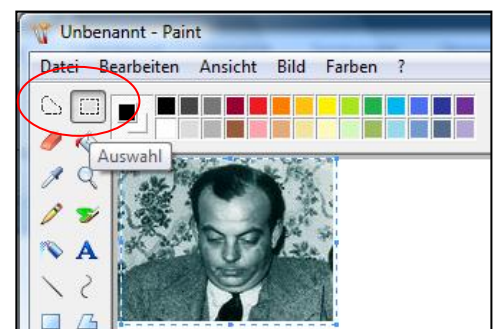 Unbenannt - Paint
Datei Bearbeiten Ansicht Bild Farben ?
Auswahl
A